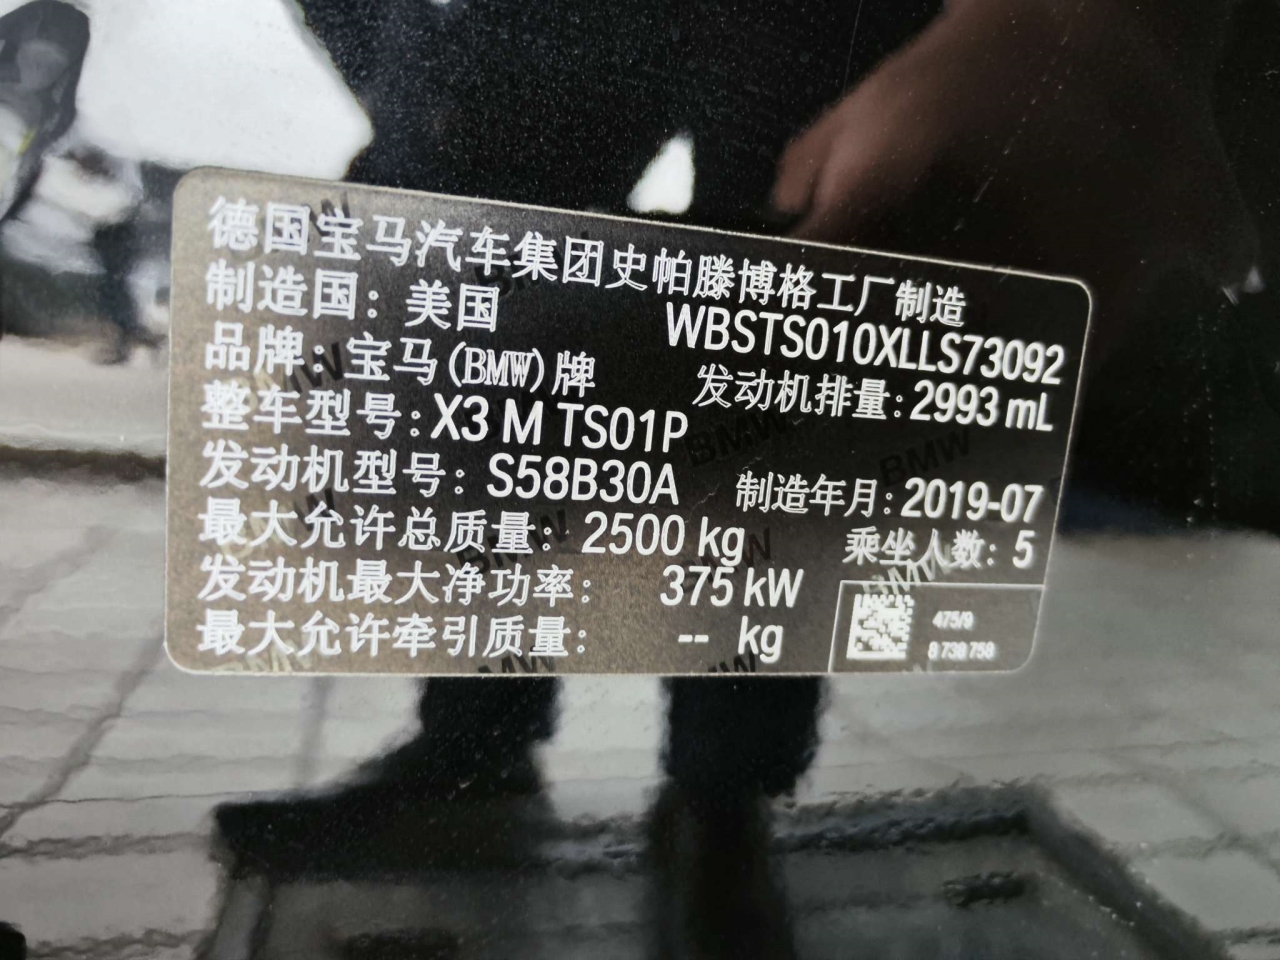 德国宝马汽车集团史帕滕博格工厂制造
制造国：美国 WBSTS010XLLS73092
品牌：宝马(BMW)牌 发动机排量：2993 mL
整车型号：X3 M TS01P
发动机型号：S58B30A 制造年月：2019-07
最大允许总质量：2500 kg 乘坐人数：5
发动机最大净功率：375 kW
最大允许牵引质量：-- kg
475/9
8 738 758